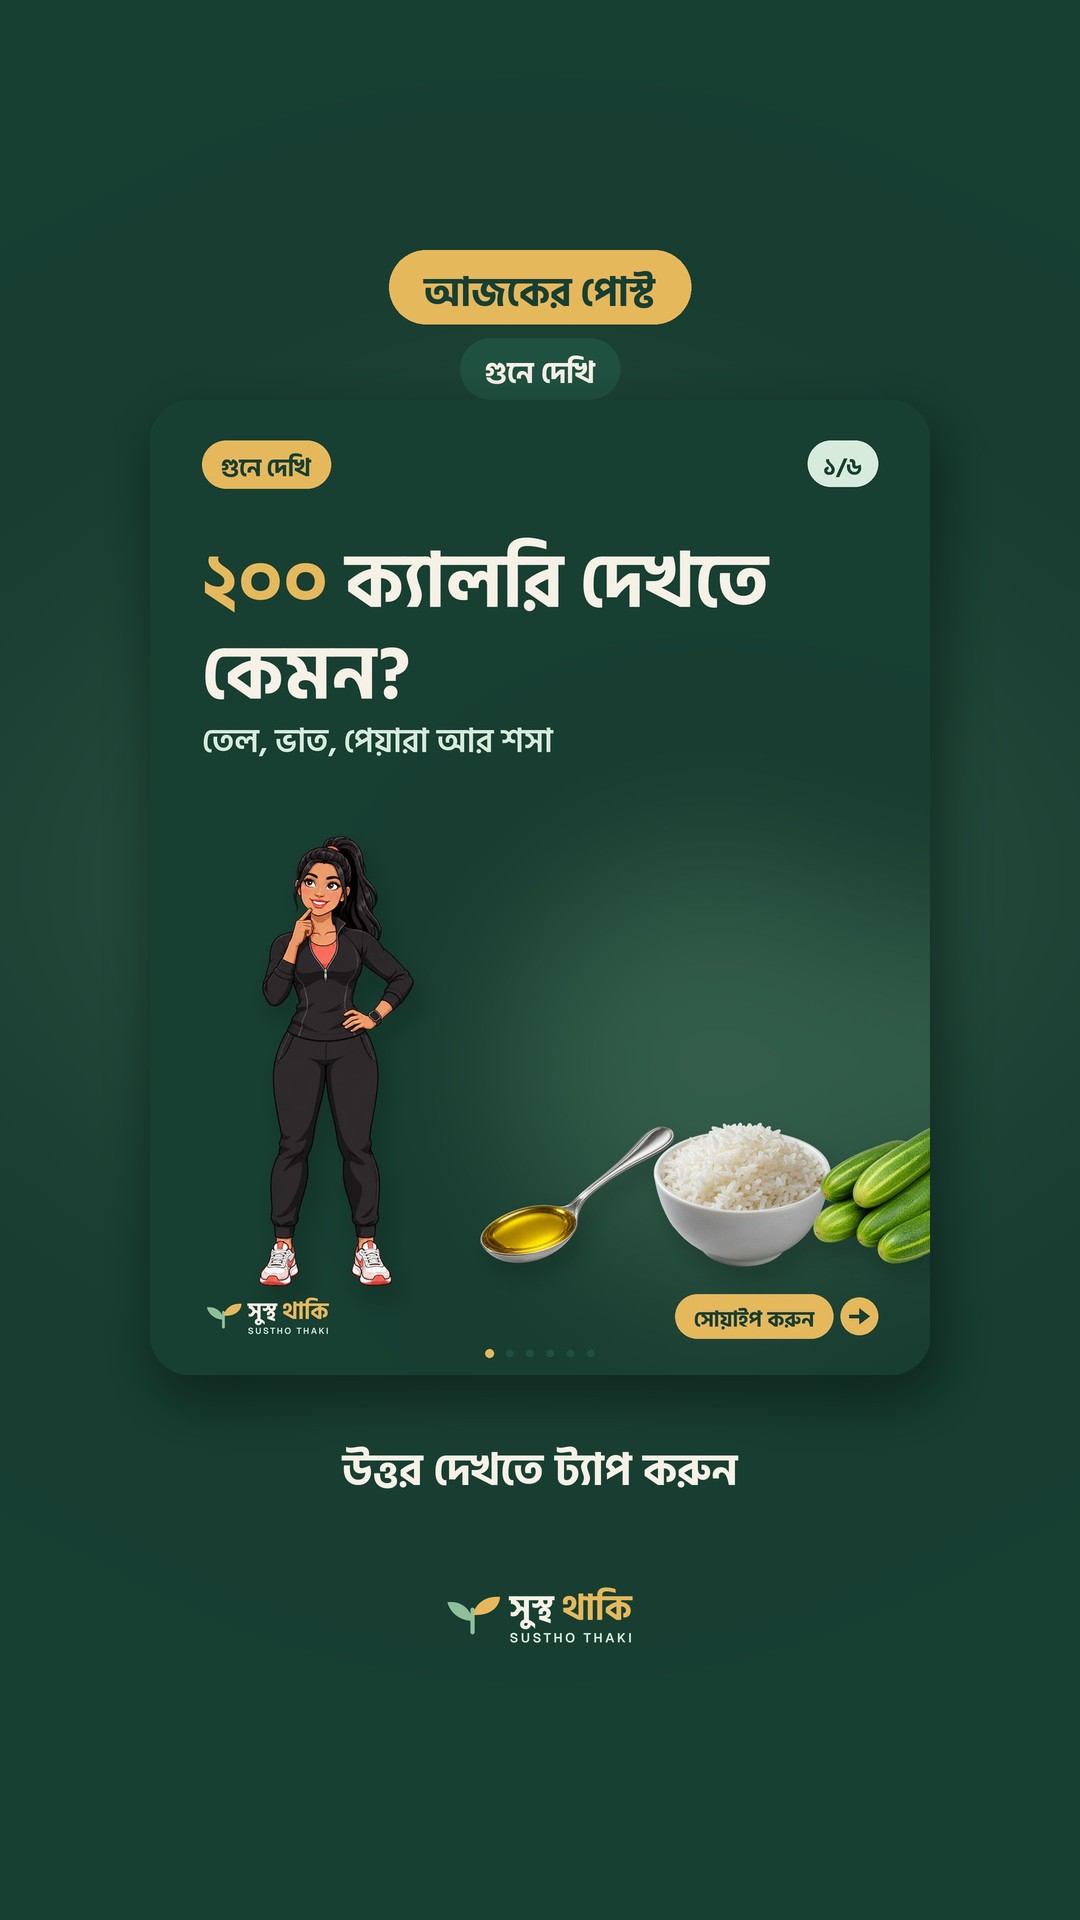 আজকের পোস্ট
গুনে দেখি
গুনে দেখি
১/৬
২০০ ক্যালরি দেখতে
কেমন?
তেল, ভাত, পেয়ারা আর শসা
সুস্থ থাকি
SUSTHO THAKI
সোয়াইপ করুন
উত্তর দেখতে ট্যাপ করুন
সুস্থ থাকি
SUSTHO THAKI